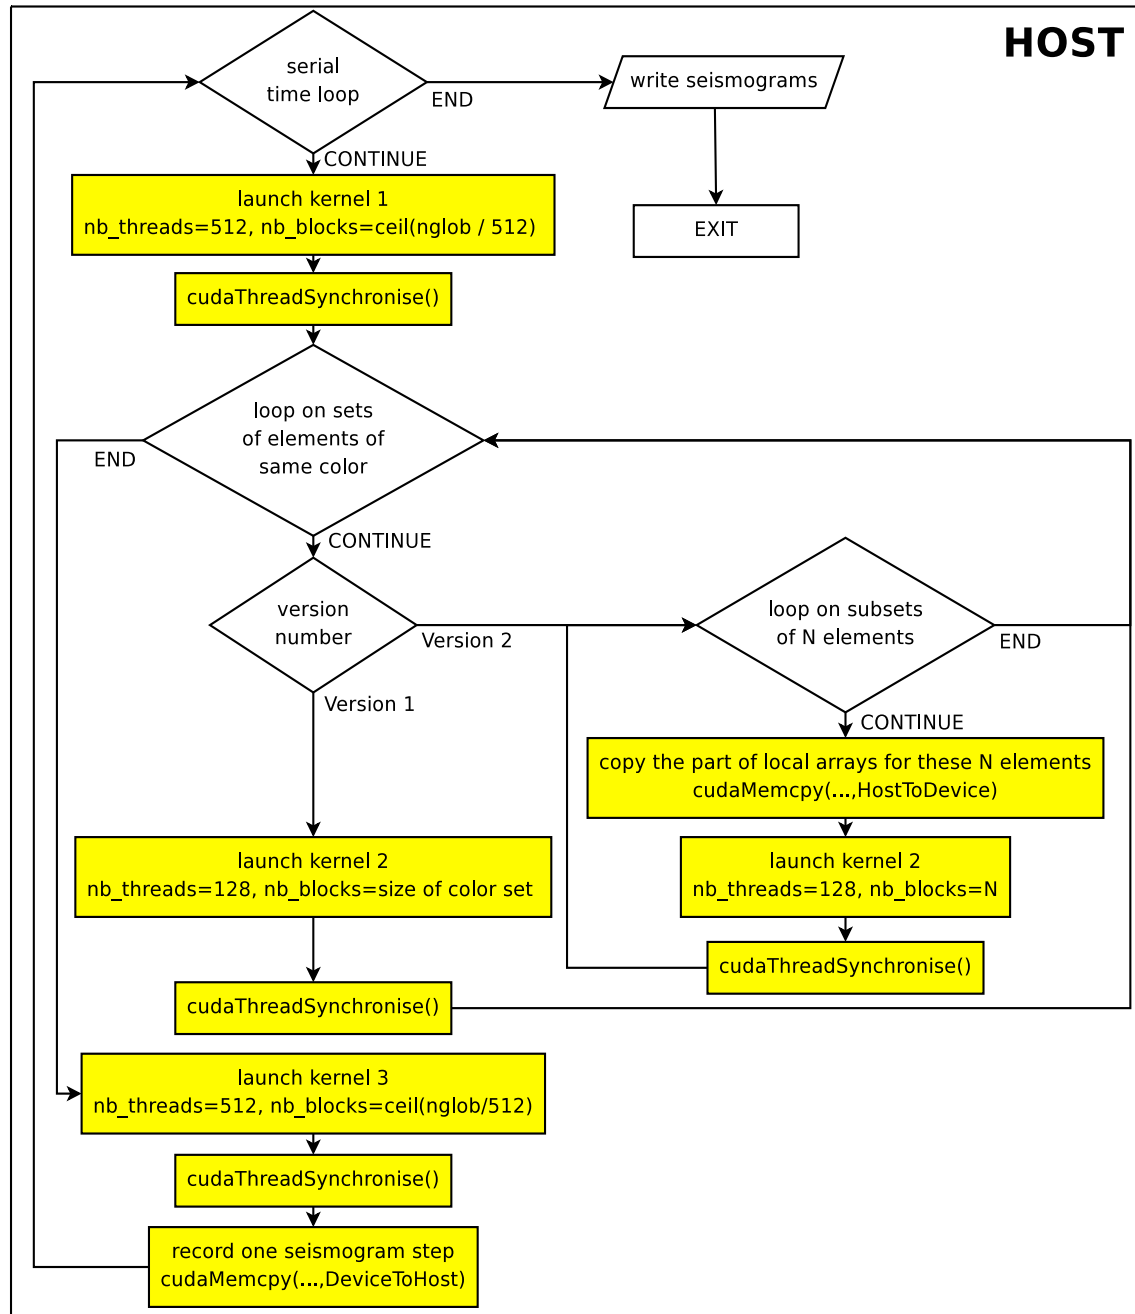 HOST
serial
time loop
END
write seismograms
CONTINUE
launch kernel 1
nb_threads=512, nb_blocks=ceil(nglob / 512)
EXIT
cudaThreadSynchronise()
loop on sets
of elements of
same color
END
CONTINUE
version
number
Version 2
loop on subsets
of N elements
END
Version 1
CONTINUE
copy the part of local arrays for these N elements
cudaMemcpy(...,HostToDevice)
launch kernel 2
nb_threads=128, nb_blocks=size of color set
launch kernel 2
nb_threads=128, nb_blocks=N
cudaThreadSynchronise()
cudaThreadSynchronise()
launch kernel 3
nb_threads=512, nb_blocks=ceil(nglob/512)
cudaThreadSynchronise()
record one seismogram step
cudaMemcpy(...,DeviceToHost)